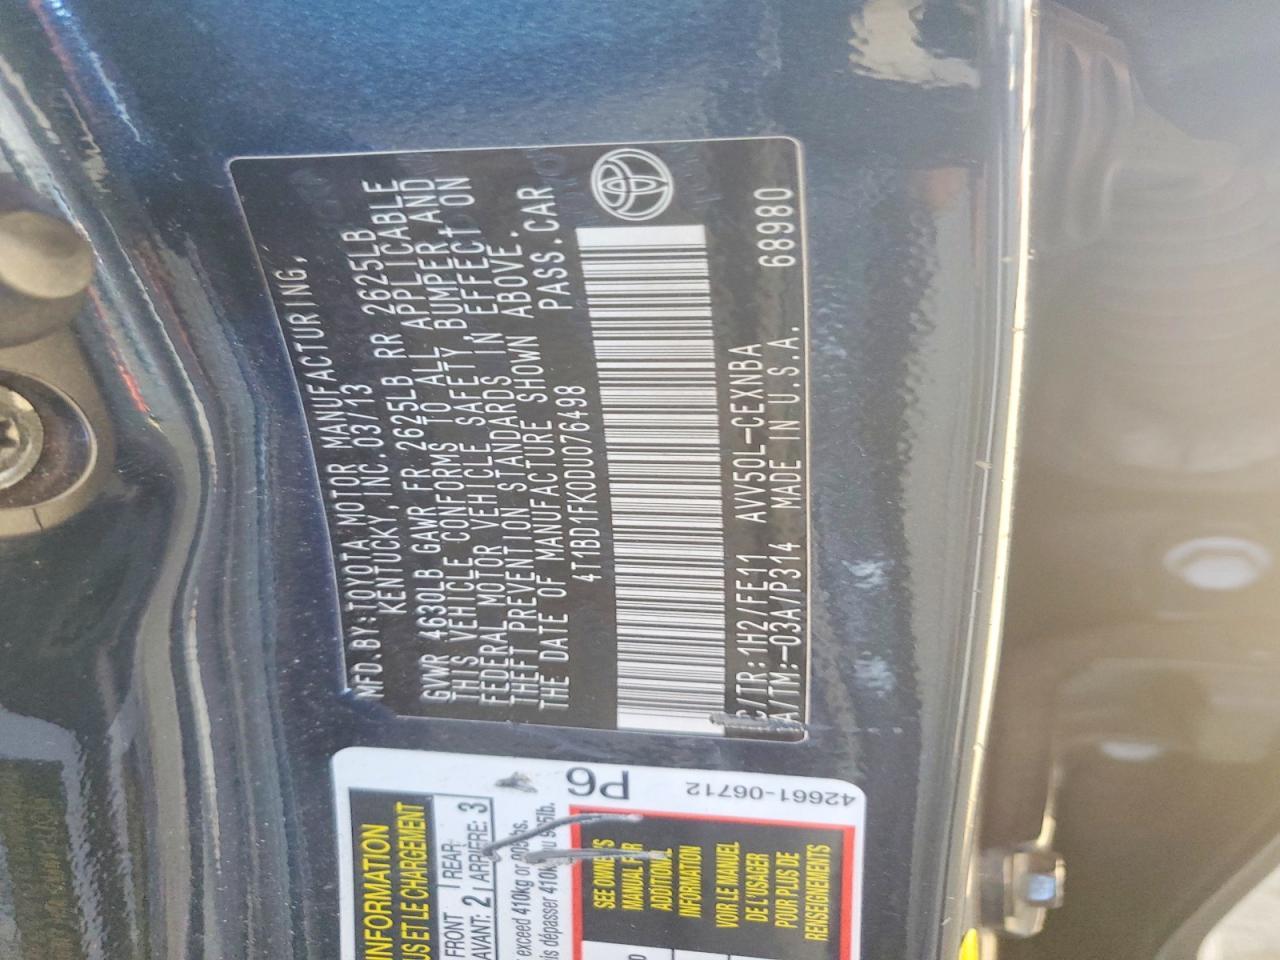 MFD.BY:TOYOTA MOTOR MANUFACTURING,
KENTUCKY, INC. 03/13
GVWR 4630LB GAWR FR 2625LB RR 2625LB
THIS VEHICLE CONFORMS TO ALL APPLICABLE
FEDERAL MOTOR VEHICLE SAFETY, BUMPER, AND
THEFT PREVENTION STANDARDS IN EFFECT ON
THE DATE OF MANUFACTURE SHOWN ABOVE.
4T1BD1FK0DU076498 PASS.CAR
C/TR:1H2/FE11 AVV50L-CEXNBA
A/TM:-03A/P314 MADE IN U.S.A. 68980
INFORMATION
US ET LE CHARGEMENT
FRONT REAR:
AVANT: 2 ARRIÈRE: 3
exceed 410kg or
is dépasser 410k
P6
SEE OWNER'S
MANUAL FOR
ADDITIONAL
INFORMATION
VOIR LE MANUEL
DE L'USAGER
POUR PLUS DE
RENSEIGNEMENTS
42661-06712